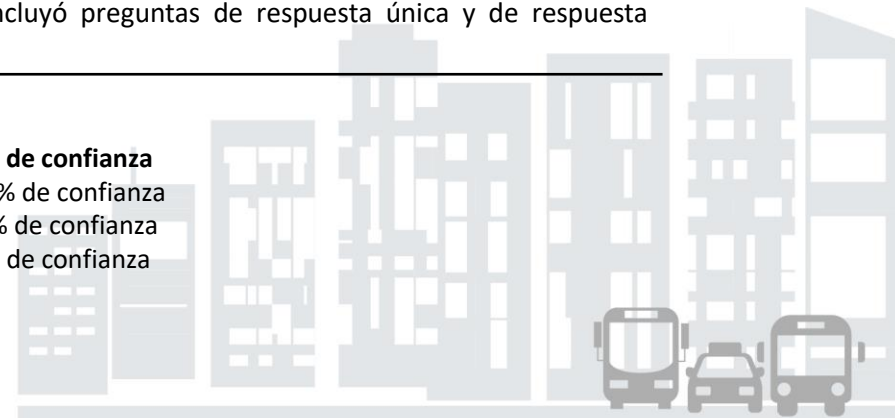 ncluyó preguntas de respuesta única y de respuesta
de confianza
% de confianza
% de confianza
de confianza